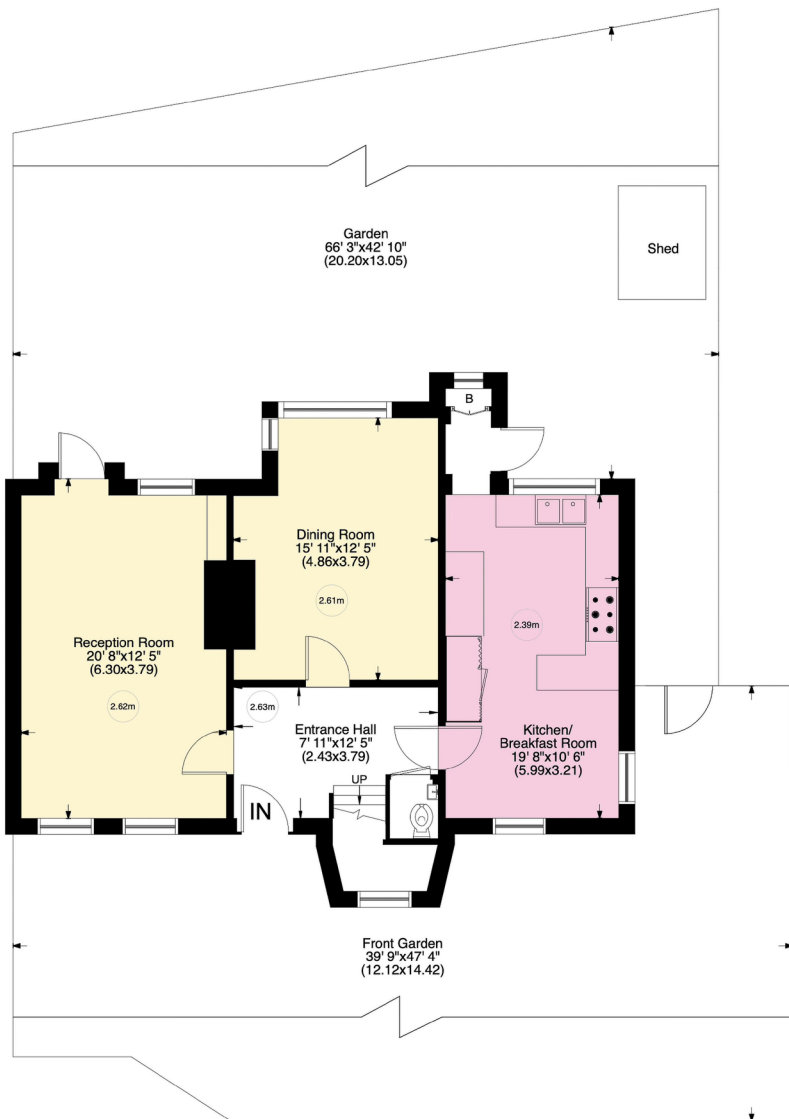 Garden
66' 3"x42' 10"
(20.20x13.05)
Shed
B
Dining Room
15' 11"x12' 5"
(4.86x3.79)
2.61m
Reception Room
20' 8"x12' 5"
(6.30x3.79)
2.62m
2.39m
2.63m
Entrance Hall
7' 11"x12' 5"
(2.43x3.79)
Kitchen/
Breakfast Room
19' 8"x10' 6"
(5.99x3.21)
UP
IN
Front Garden
39' 9"x47' 4"
(12.12x14.42)